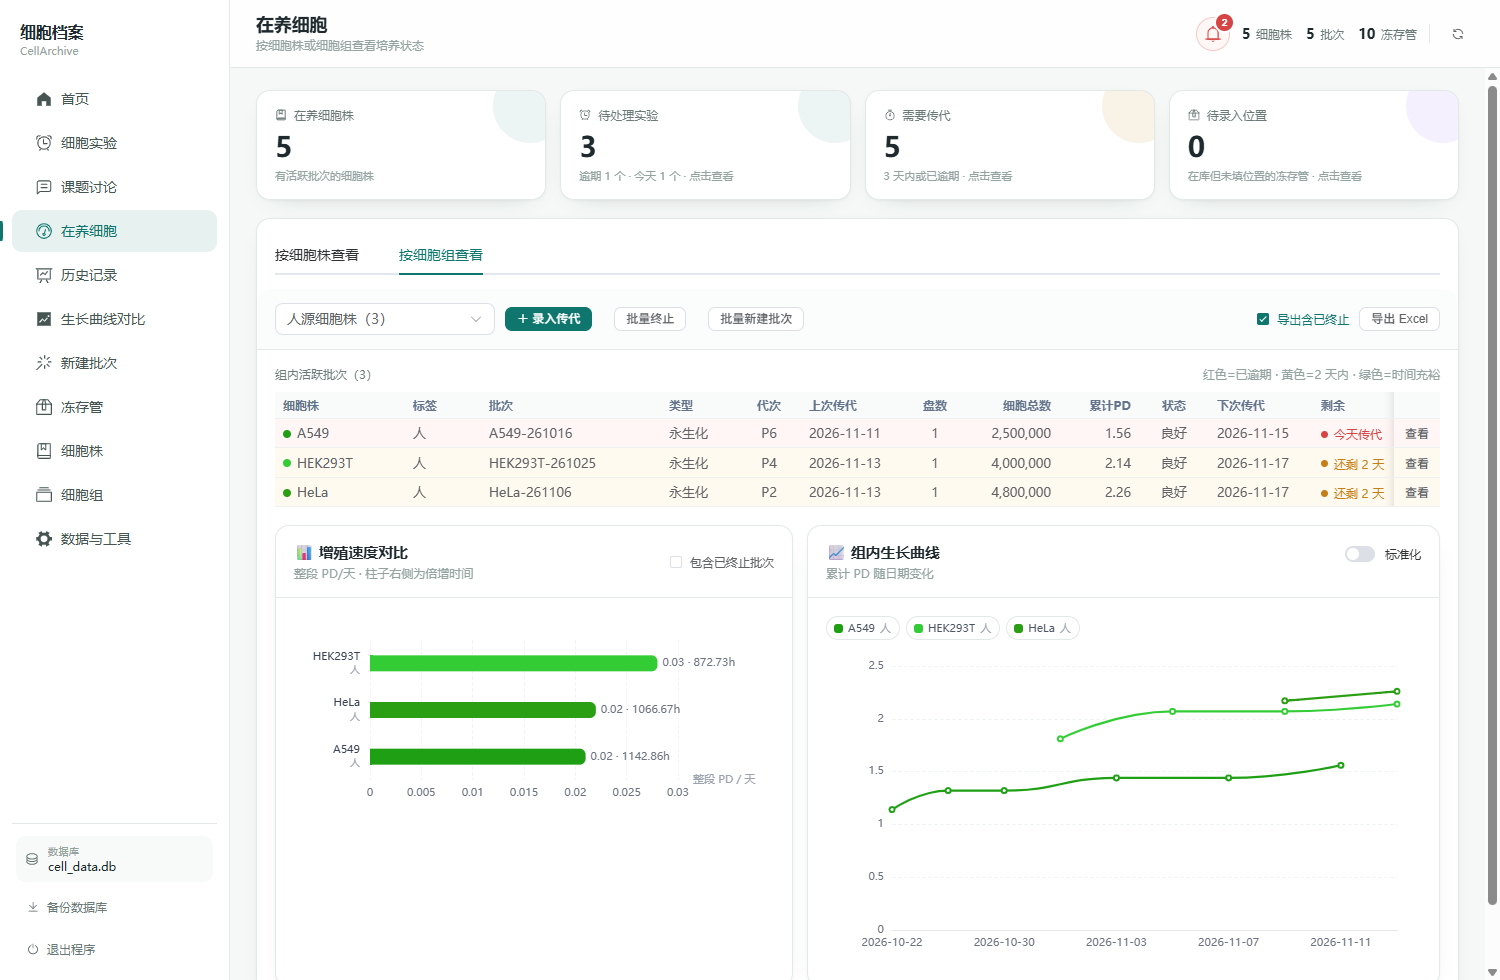 细胞档案
CellArchive
首页
细胞实验
课题讨论
在养细胞
历史记录
生长曲线对比
新建批次
冻存管
细胞株
细胞组
数据与工具
数据库
cell_data.db
备份数据库
退出程序
在养细胞
按细胞株或细胞组查看培养状态
2
5 细胞株 5 批次 10 冻存管
在养细胞株
5
有活跃批次的细胞株
待处理实验
3
逾期 1 个 · 今天 1 个 · 点击查看
需要传代
5
3 天内或已逾期 · 点击查看
待录入位置
0
在库但未填位置的冻存管 · 点击查看
按细胞株查看 按细胞组查看
人源细胞株（3） + 录入传代 批量终止 批量新建批次 导出含已终止 导出 Excel
组内活跃批次（3） 红色=已逾期 · 黄色=2 天内 · 绿色=时间充裕
细胞株 标签 批次 类型 代次 上次传代 盘数 细胞总数 累计PD 状态 下次传代 剩余
A549 人 A549-261016 永生化 P6 2026-11-11 1 2,500,000 1.56 良好 2026-11-15 今天传代 查看
HEK293T 人 HEK293T-261025 永生化 P4 2026-11-13 1 4,000,000 2.14 良好 2026-11-17 还剩 2 天 查看
HeLa 人 HeLa-261106 永生化 P2 2026-11-13 1 4,800,000 2.26 良好 2026-11-17 还剩 2 天 查看
增殖速度对比
整段 PD/天 · 柱子右侧为倍增时间
包含已终止批次
HEK293T
人
0.03 · 872.73h
HeLa
人
0.02 · 1066.67h
A549
人
0.02 · 1142.86h
整段 PD / 天
0 0.005 0.01 0.015 0.02 0.025 0.03
组内生长曲线
累计 PD 随日期变化
标准化
A549 人 HEK293T 人 HeLa 人
2.5
2
1.5
1
0.5
0
2026-10-22 2026-10-30 2026-11-03 2026-11-07 2026-11-11